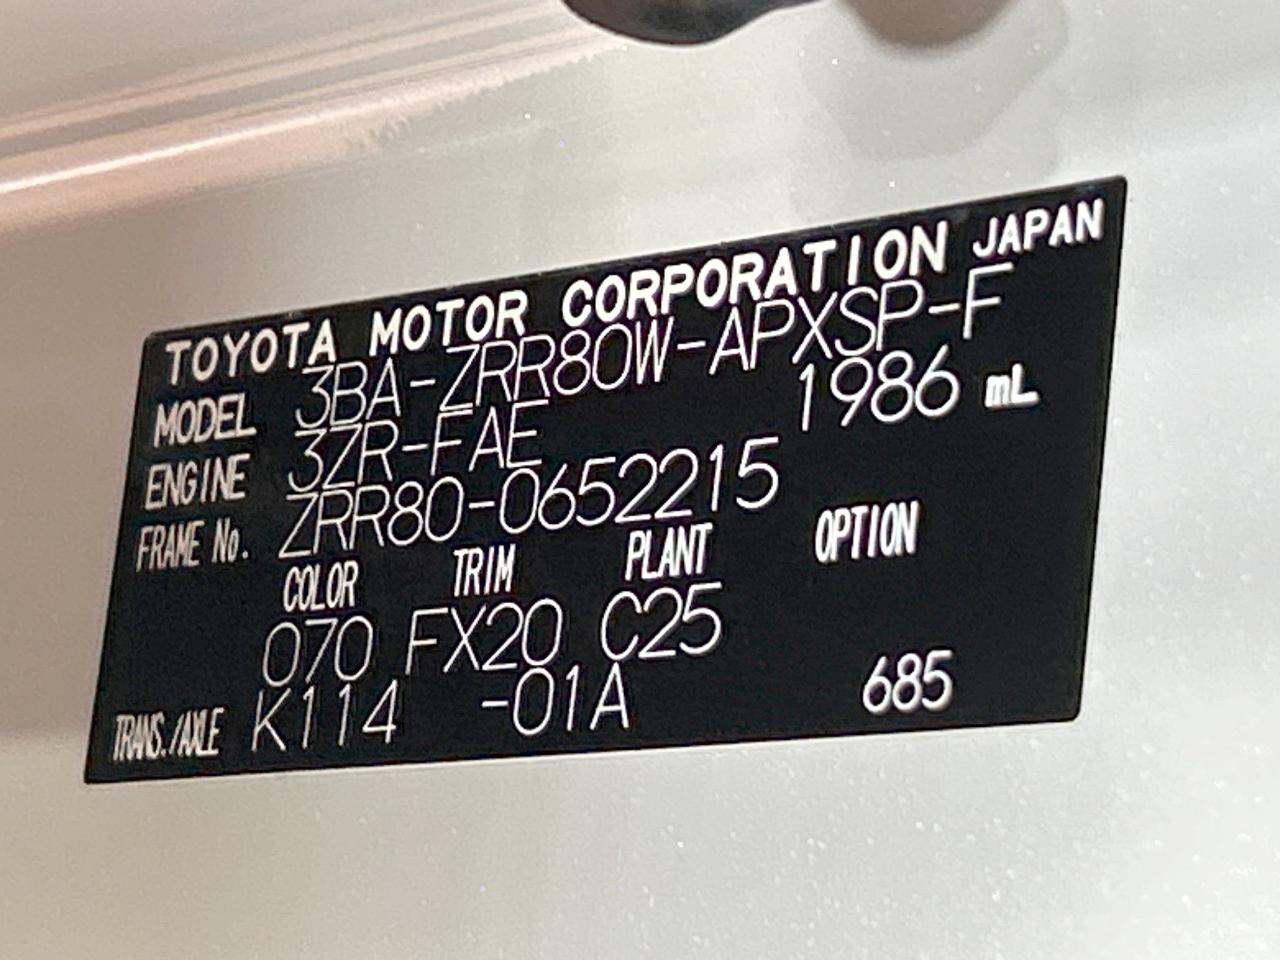 TOYOTA MOTOR CORPORATION JAPAN
MODEL 3BA-ZRR80W-APXSP-F
ENGINE 3ZR-FAE 1986 mL
FRAME No. ZRR80-0652215
COLOR TRIM PLANT OPTION
070 FX20 C25
TRANS./AXLE K114 -01A 685